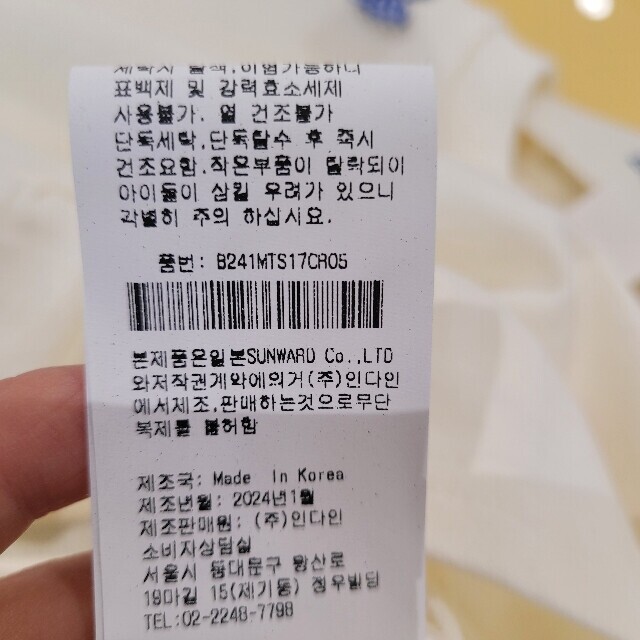 표백제 및 강력효소세제
사용불가. 열 건조불가
단독세탁,단독탈수 후 즉시
건조요함.작은부품이 탈락되어
아이들이 삼킬 우려가 있으니
각별히 주의 하십시요.
품번: B241MTS17CR05
본제품은일본SUNWARD Co.,LTD
와저작권계약에의거(주)인다인
에서제조,판매하는것으로무단
복제를 불허함
제조국: Made In Korea
제조년월: 2024년1월
제조판매원: (주)인다인
소비자상담실
서울시 동대문구 왕산로
19마길 15(제기동) 정우빌딩
TEL:02-2248-7798